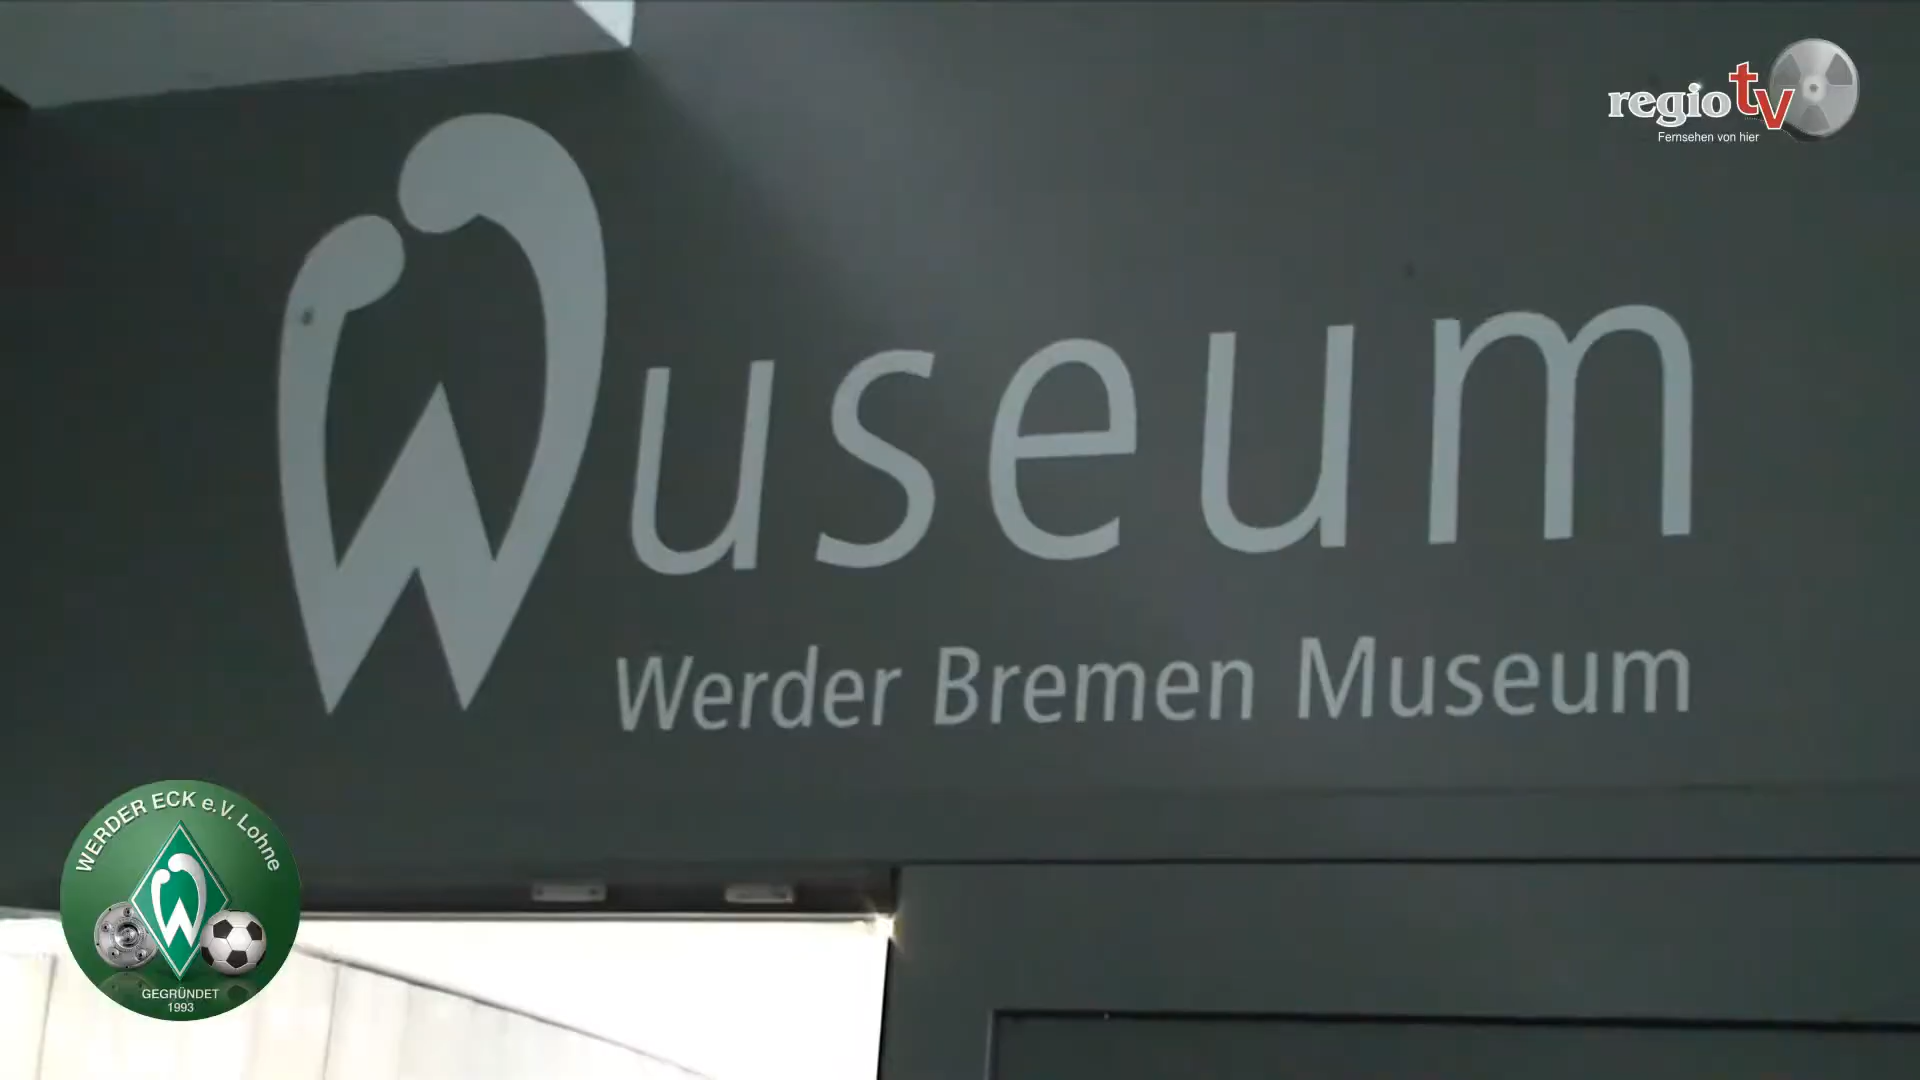 regio tv
Fernsehen von hier
Wuseum
Werder Bremen Museum
WERDER ECK e.V. Lohne
W
GEGRÜNDET
1993